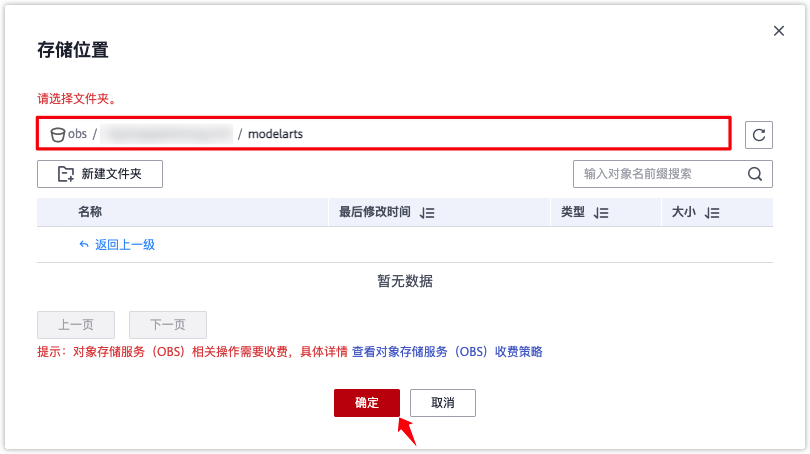 存储位置
请选择文件夹。
obs / / modelarts
新建文件夹 输入对象名前缀搜索
名称 最后修改时间 类型 大小
返回上一级
暂无数据
上一页 下一页
提示：对象存储服务（OBS）相关操作需要收费，具体详情 查看对象存储服务（OBS）收费策略
确定 取消